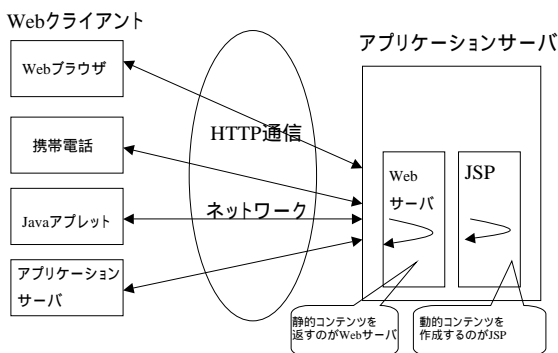 Webクライアント
Webブラウザ
携帯電話
Javaアプレット
アプリケーション
サーバ
HTTP通信
ネットワーク
アプリケーションサーバ
Web
サーバ
JSP
静的コンテンツを
返すのがWebサーバ
動的コンテンツを
作成するのがJSP